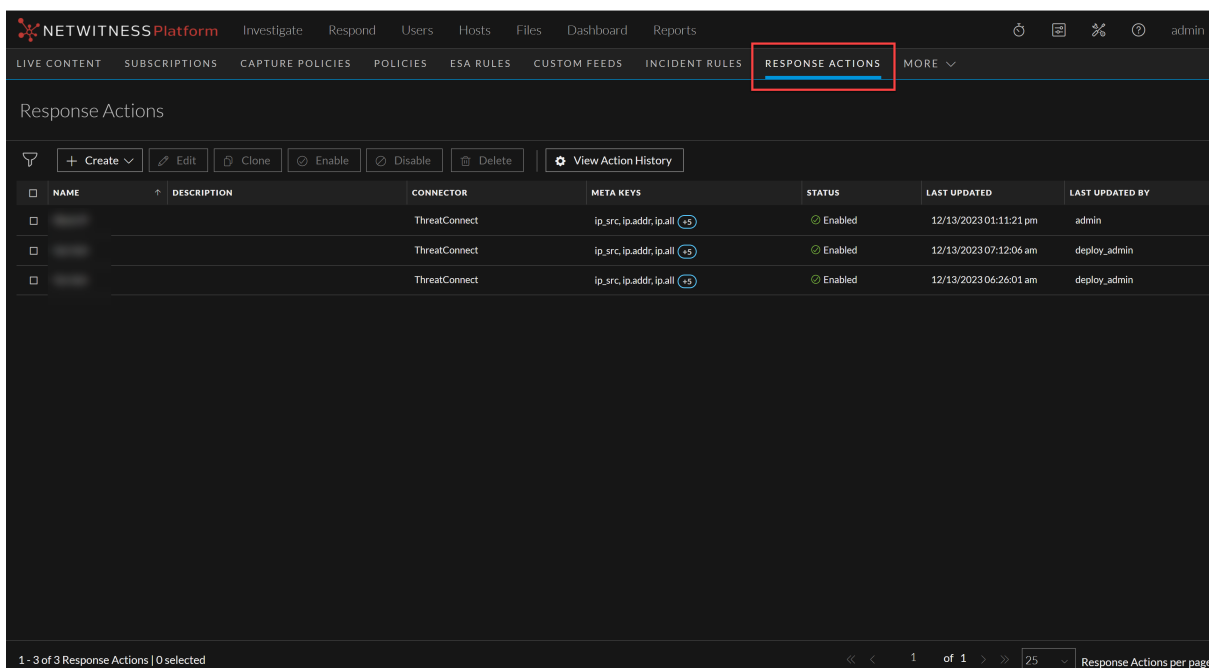 NETWITNESS Platform Investigate Respond Users Hosts Files Dashboard Reports admin
LIVE CONTENT SUBSCRIPTIONS CAPTURE POLICIES POLICIES ESA RULES CUSTOM FEEDS INCIDENT RULES RESPONSE ACTIONS MORE
Response Actions
+ Create Edit Clone Enable Disable Delete View Action History
NAME ↑ DESCRIPTION CONNECTOR META KEYS STATUS LAST UPDATED LAST UPDATED BY
ThreatConnect ip_src, ip.addr, ip.all +5 Enabled 12/13/2023 01:11:21 pm admin
ThreatConnect ip_src, ip.addr, ip.all +5 Enabled 12/13/2023 07:12:06 am deploy_admin
ThreatConnect ip_src, ip.addr, ip.all +5 Enabled 12/13/2023 06:26:01 am deploy_admin
1 - 3 of 3 Response Actions | 0 selected « < 1 of 1 > » 25 Response Actions per page